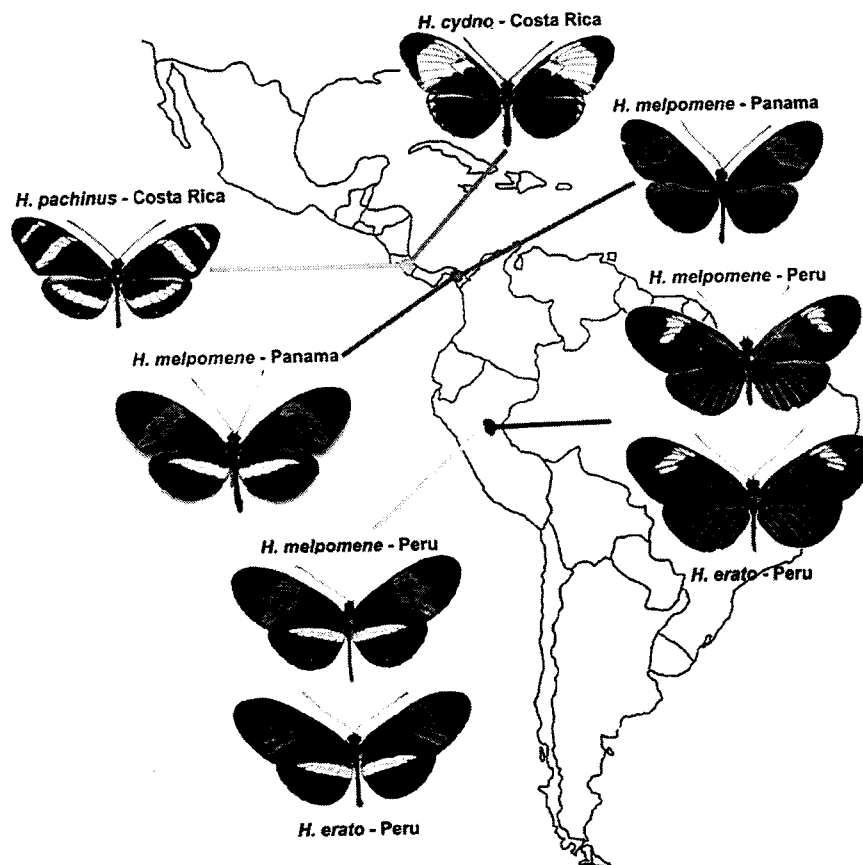 H. cydno - Costa Rica
H. melpomene - Panama
H. pachinus - Costa Rica
H. melpomene - Peru
H. melpomene - Panama
H. melpomene - Peru
H. erato - Peru
H. erato - Peru